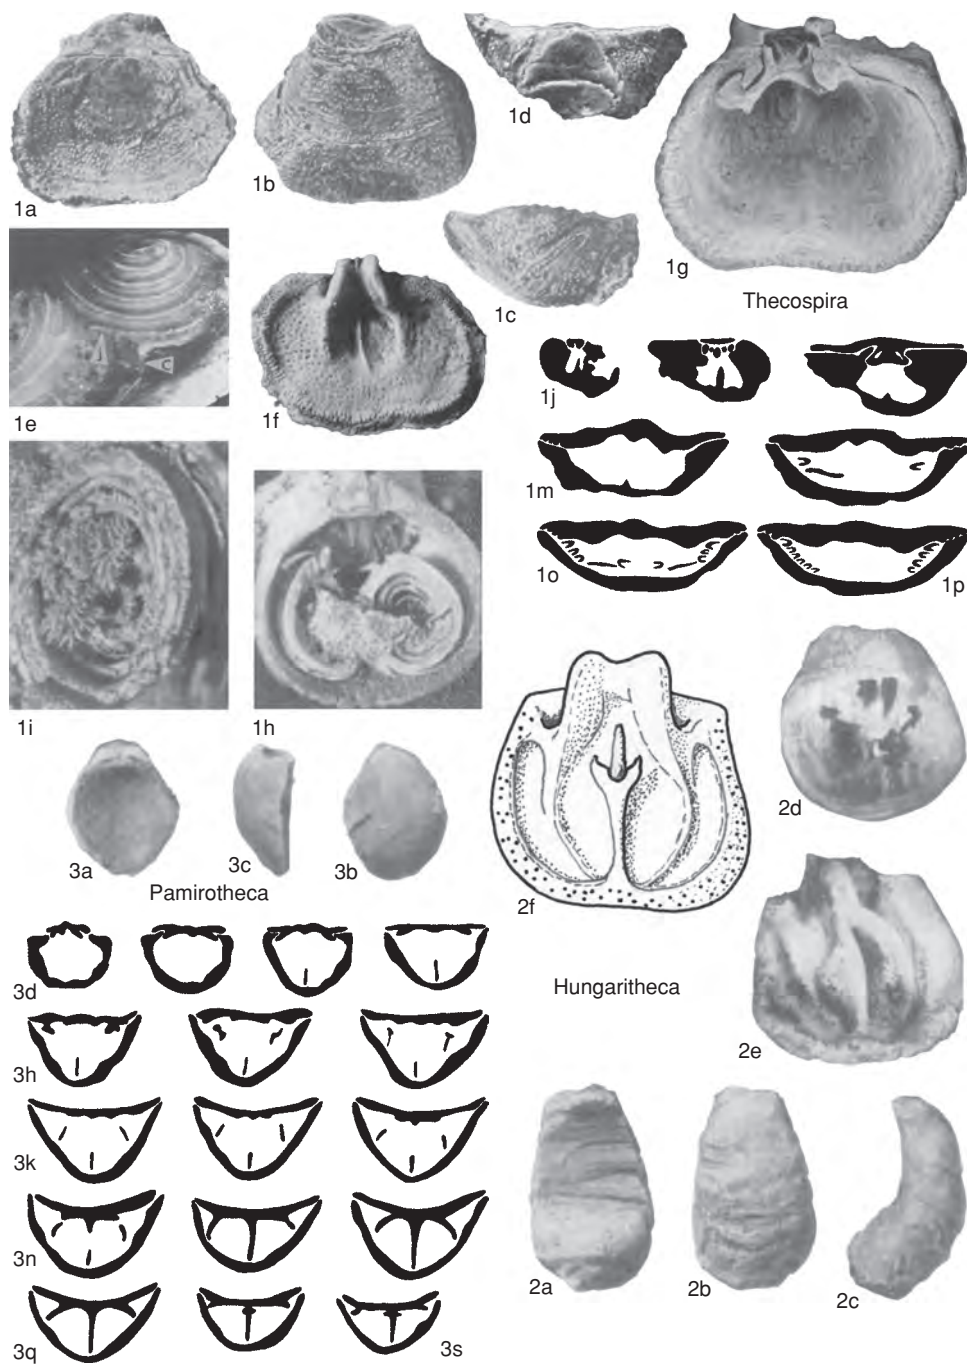 1a
1b
1d
1g
1c
Thecospira
1e
1f
1j
1m
1o
1p
1i
1h
2d
3a
3c
3b
Pamirotheca
2f
3d
Hungaritheca
2e
3h
3k
3n
2a
2b
2c
3q
3s
c